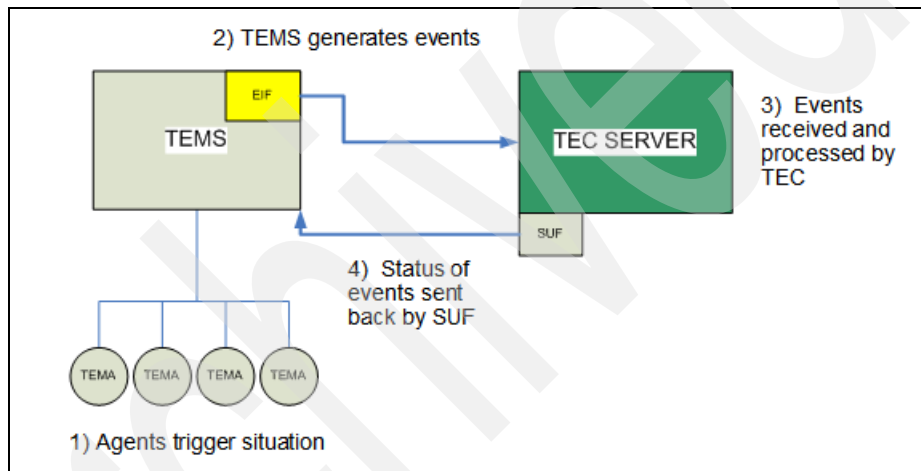 2) TEMS generates events
EIF
TEMS
TEC SERVER
3) Events
received and
processed by
TEC
SUF
4) Status of
events sent
back by SUF
TEMA TEMA TEMA TEMA
1) Agents trigger situation